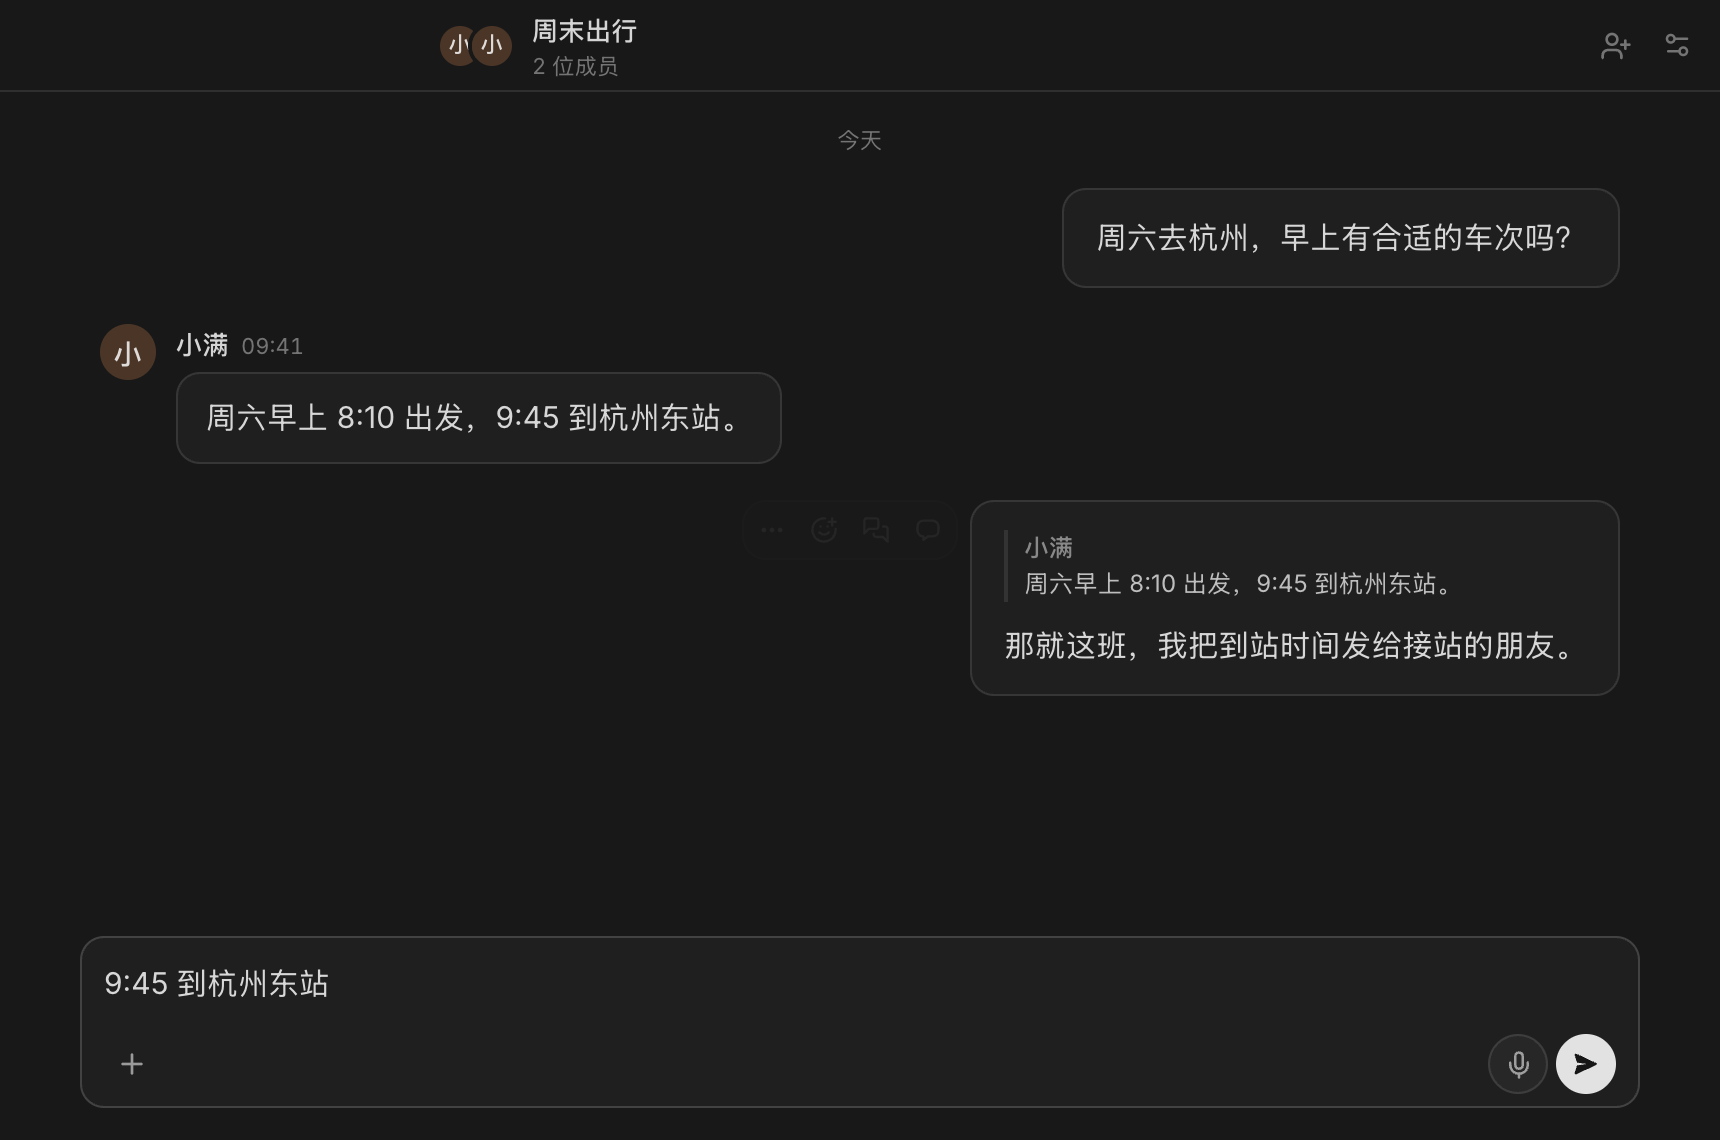 小 小 周末出行
2 位成员
今天
周六去杭州，早上有合适的车次吗?
小 小满 09:41
周六早上 8:10 出发，9:45 到杭州东站。
小满
周六早上 8:10 出发，9:45 到杭州东站。
那就这班，我把到站时间发给接站的朋友。
9:45 到杭州东站